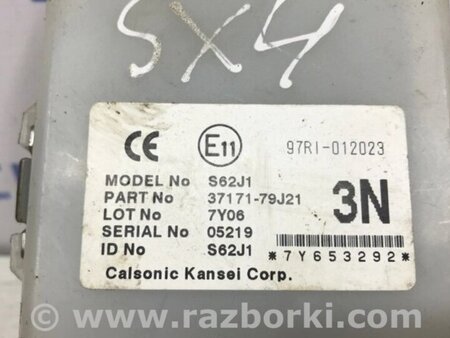 SX4
CE E11 97RI-012023
MODEL No S62J1
PART No 37171-79J21
LOT No 7Y06
SERIAL No 05219
ID No S62J1
3N
*7Y653292*
Calsonic Kansei Corp.
© www.razborki.com